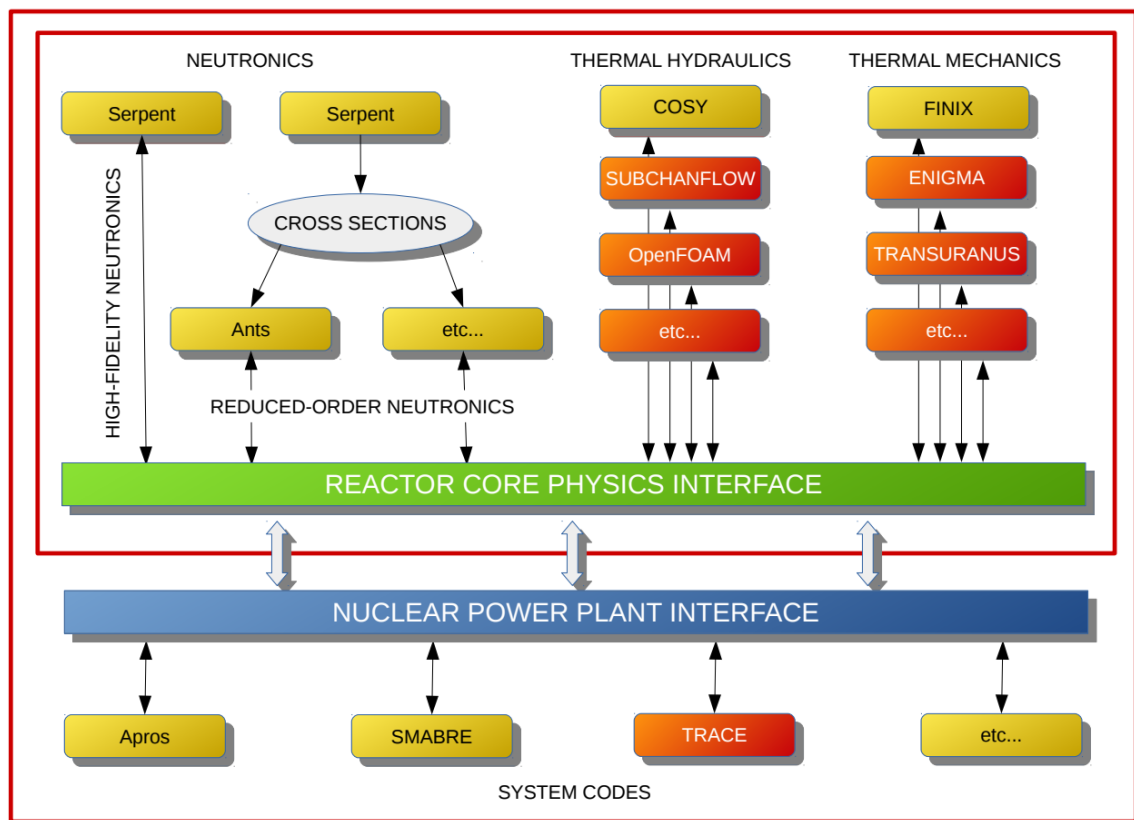 NEUTRONICS
THERMAL HYDRAULICS
THERMAL MECHANICS
Serpent
Serpent
COSY
FINIX
SUBCHANFLOW
ENIGMA
HIGH-FIDELITY NEUTRONICS
CROSS SECTIONS
OpenFOAM
TRANSURANUS
Ants
etc...
etc...
etc...
REDUCED-ORDER NEUTRONICS
REACTOR CORE PHYSICS INTERFACE
NUCLEAR POWER PLANT INTERFACE
Apros
SMABRE
TRACE
etc...
SYSTEM CODES